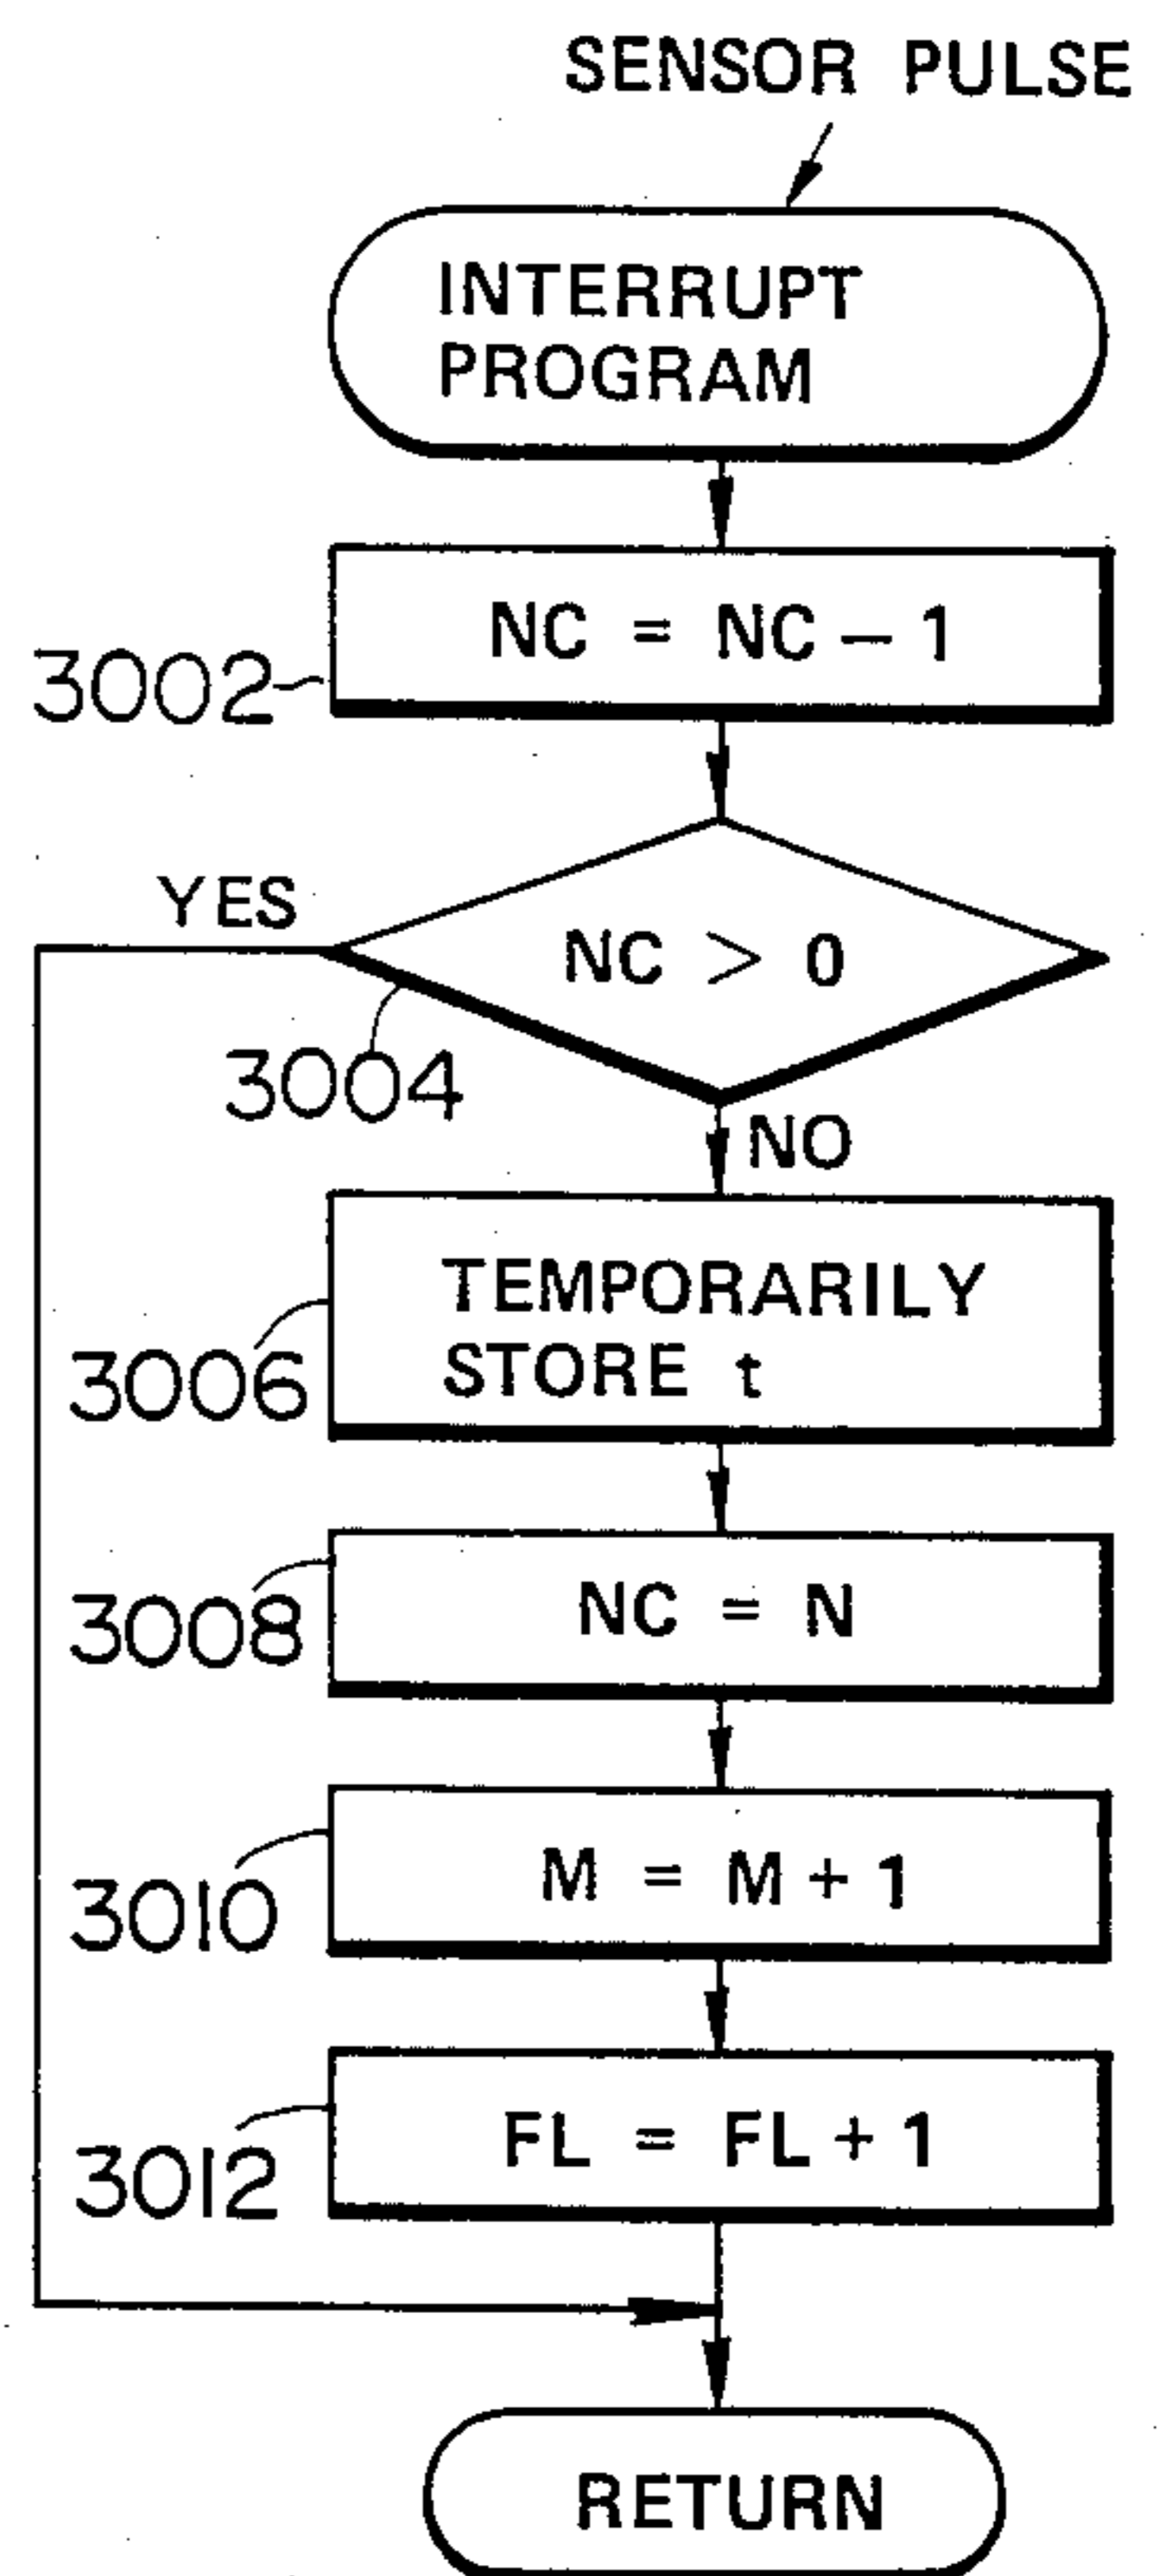 SENSOR PULSE
INTERRUPT
PROGRAM
NC = NC - 1
3002
YES
NC > 0
3004
NO
TEMPORARILY
STORE t
3006
NC = N
3008
M = M + 1
3010
FL = FL + 1
3012
RETURN